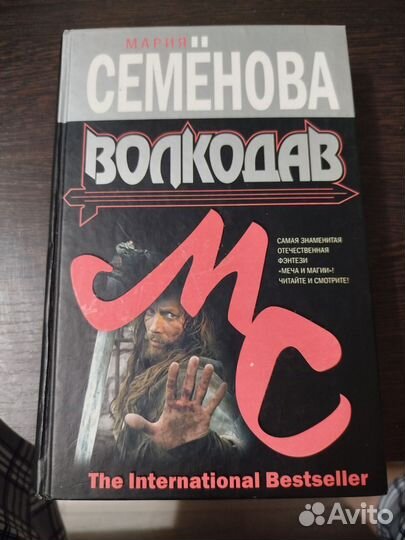 МАРИЯ
СЕМЁНОВА
ВОЛКОДАВ
САМАЯ ЗНАМЕНИТАЯ
ОТЕЧЕСТВЕННАЯ
ФЭНТЕЗИ
«МЕЧА И МАГИИ»!
ЧИТАЙТЕ И СМОТРИТЕ!
МС
The International Bestseller
Avito